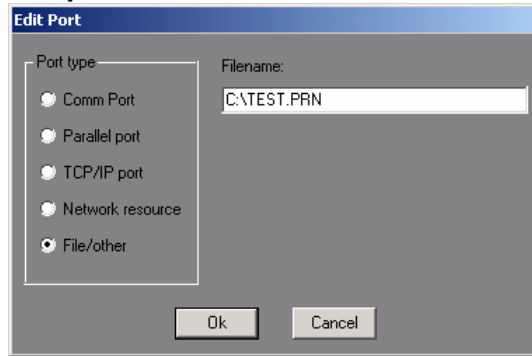 Edit Port
Port type
Comm Port
Parallel port
TCP/IP port
Network resource
File/other
Filename:
C:\TEST.PRN
Ok
Cancel